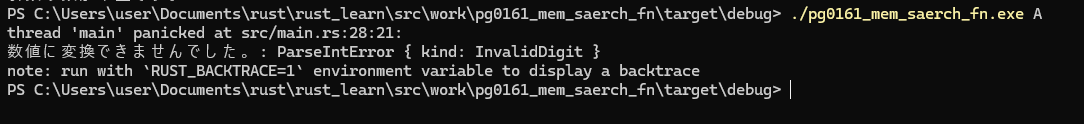 PS C:\Users\user\Documents\rust\rust_learn\src\work\pg0161_mem_saerch_fn\target\debug> ./pg0161_mem_saerch_fn.exe A
thread 'main' panicked at src/main.rs:28:21:
数値に変換できませんでした。: ParseIntError { kind: InvalidDigit }
note: run with `RUST_BACKTRACE=1` environment variable to display a backtrace
PS C:\Users\user\Documents\rust\rust_learn\src\work\pg0161_mem_saerch_fn\target\debug>